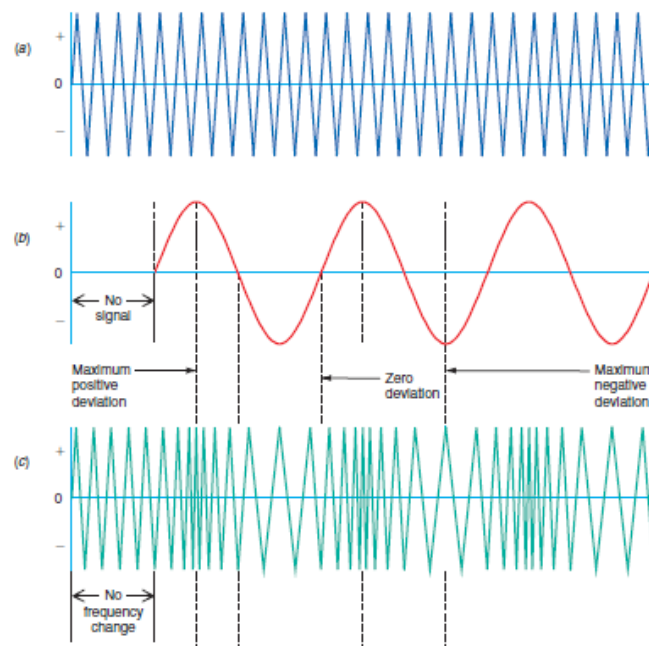 (a)
+
0
–
(b)
+
0
–
No
signal
Maximum
positive
deviation
Zero
deviation
Maximum
negative
deviation
(c)
+
0
–
No
frequency
change